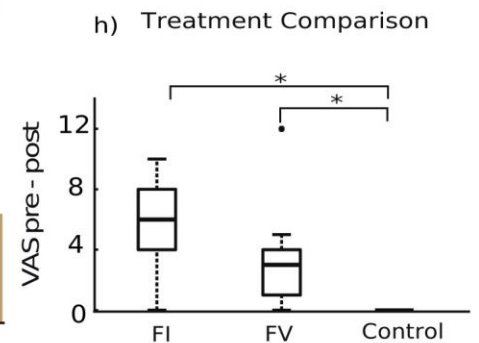 h) Treatment Comparison
*
*
VAS pre - post
12
8
4
0
FI FV Control